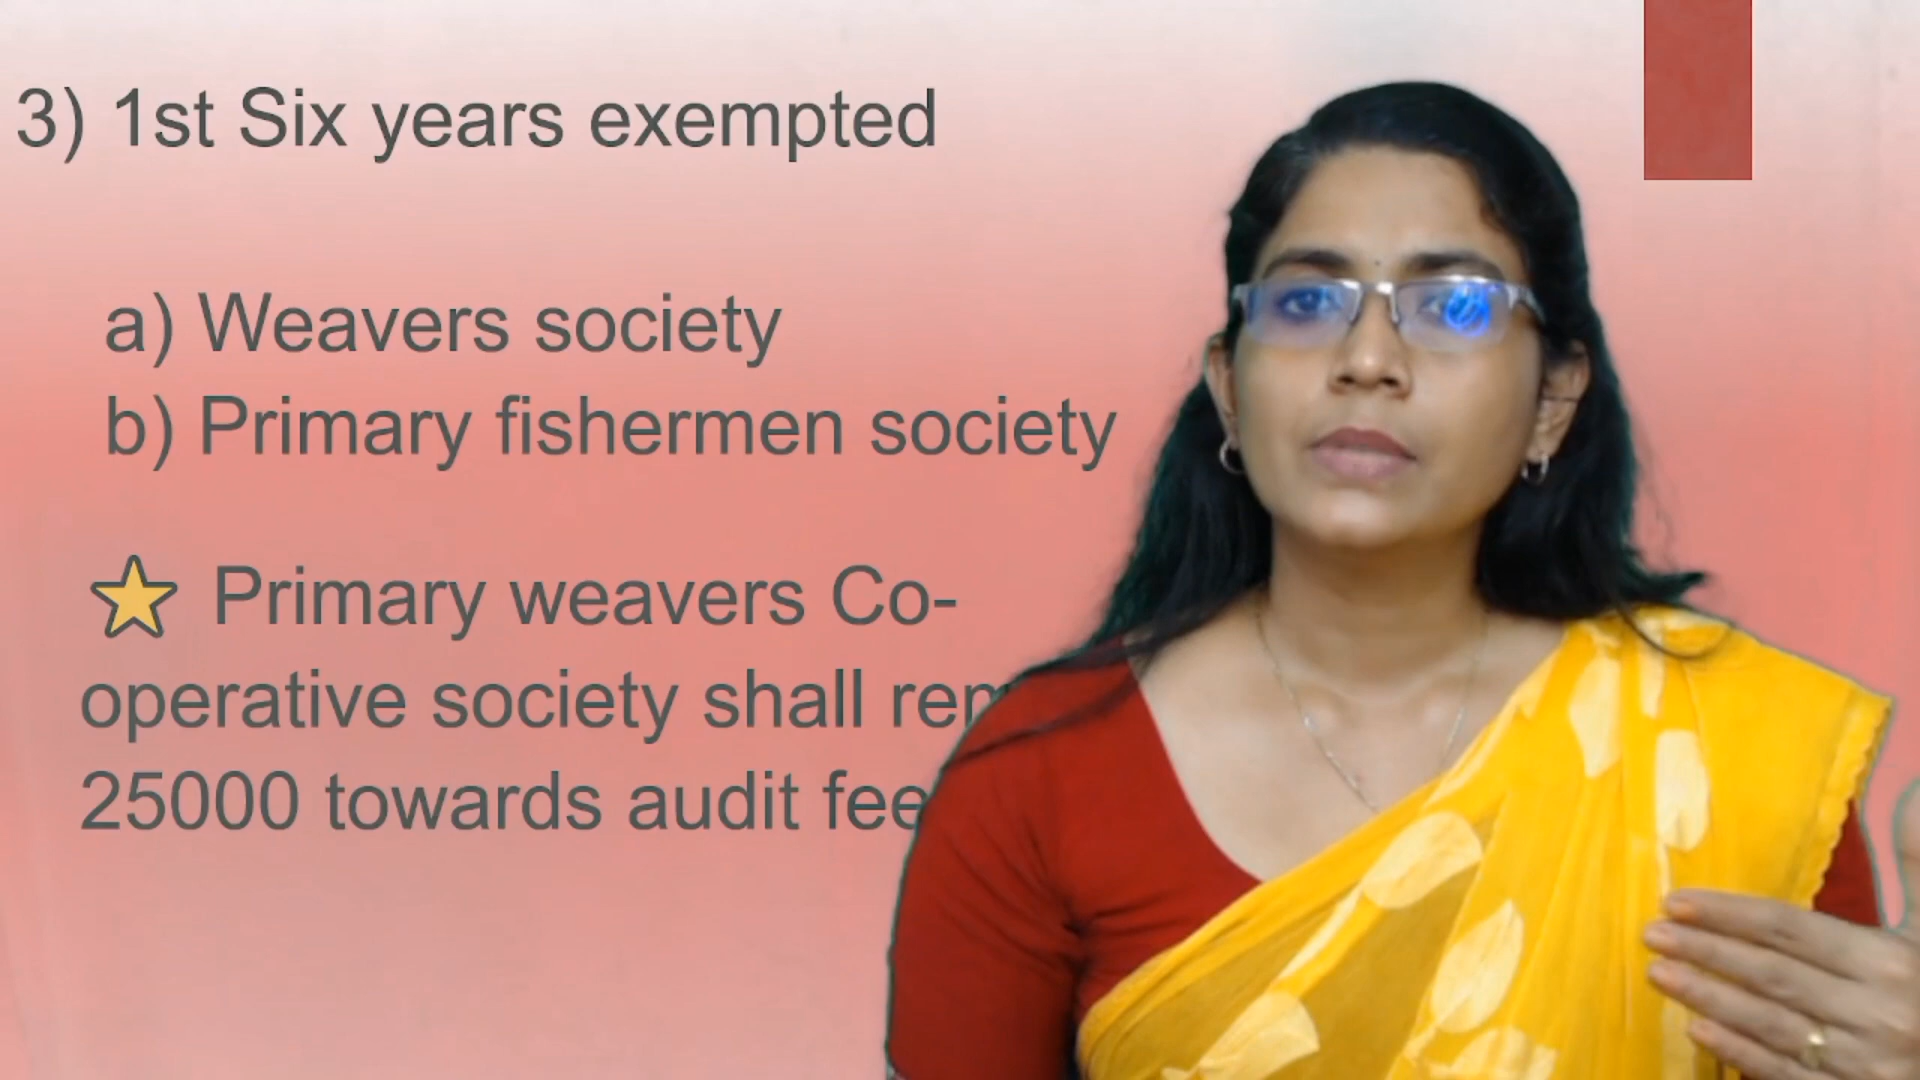 3) 1st Six years exempted
a) Weavers society
b) Primary fishermen society
Primary weavers Co-
operative society shall
25000 towards audit fee